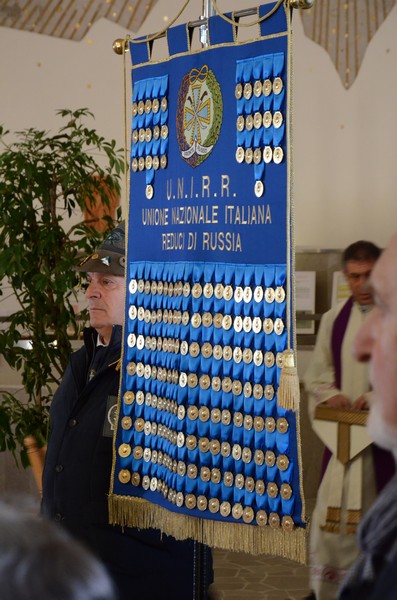 U.N.I.R.R.
UNIONE NAZIONALE ITALIANA
REDUCI DI RUSSIA